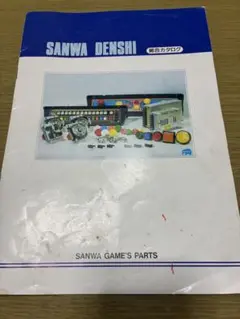 SANWA DENSHI
総合カタログ
SANWA GAME'S PARTS